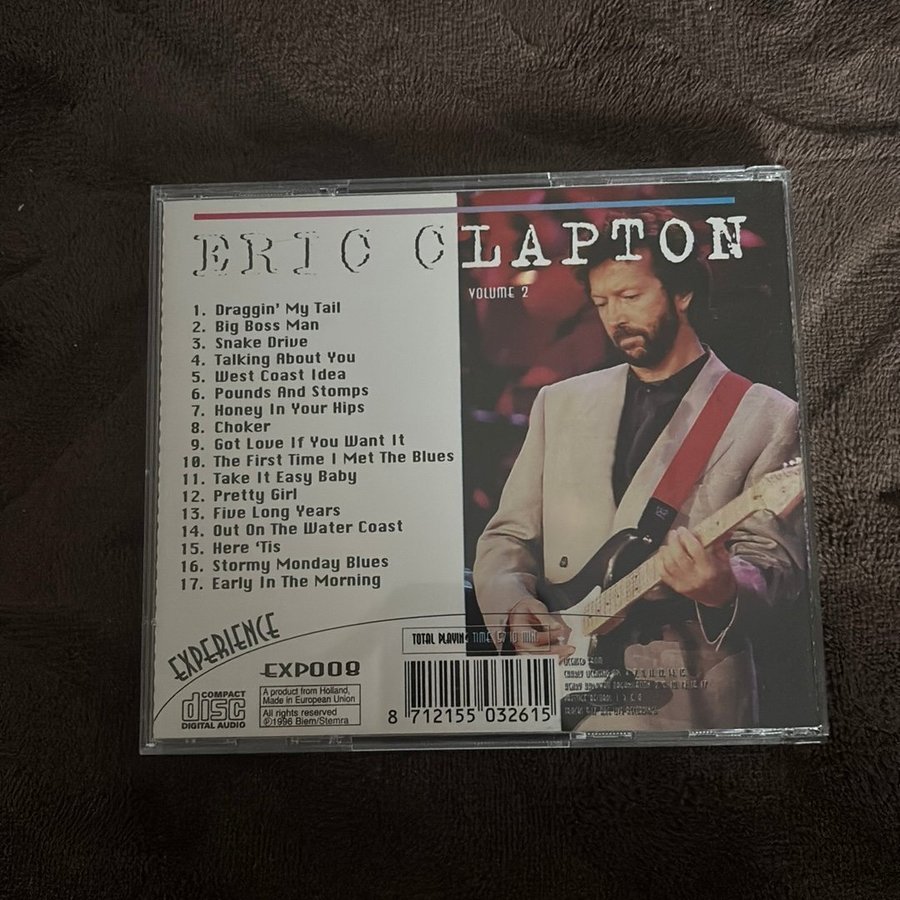 ERIC CLAPTON
VOLUME 2
1. Draggin' My Tail
2. Big Boss Man
3. Snake Drive
4. Talking About You
5. West Coast Idea
6. Pounds And Stomps
7. Honey In Your Hips
8. Choker
9. Got Love If You Want It
10. The First Time I Met The Blues
11. Take It Easy Baby
12. Pretty Girl
13. Five Long Years
14. Out On The Water Coast
15. Here 'Tis
16. Stormy Monday Blues
17. Early In The Morning
EXPERIENCE
TOTAL PLAYING TIME
EXP008
COMPACT
disc
DIGITAL AUDIO
A product from Holland,
Made in European Union
All rights reserved
℗1996 Biem/Stemra
8 712155 032615